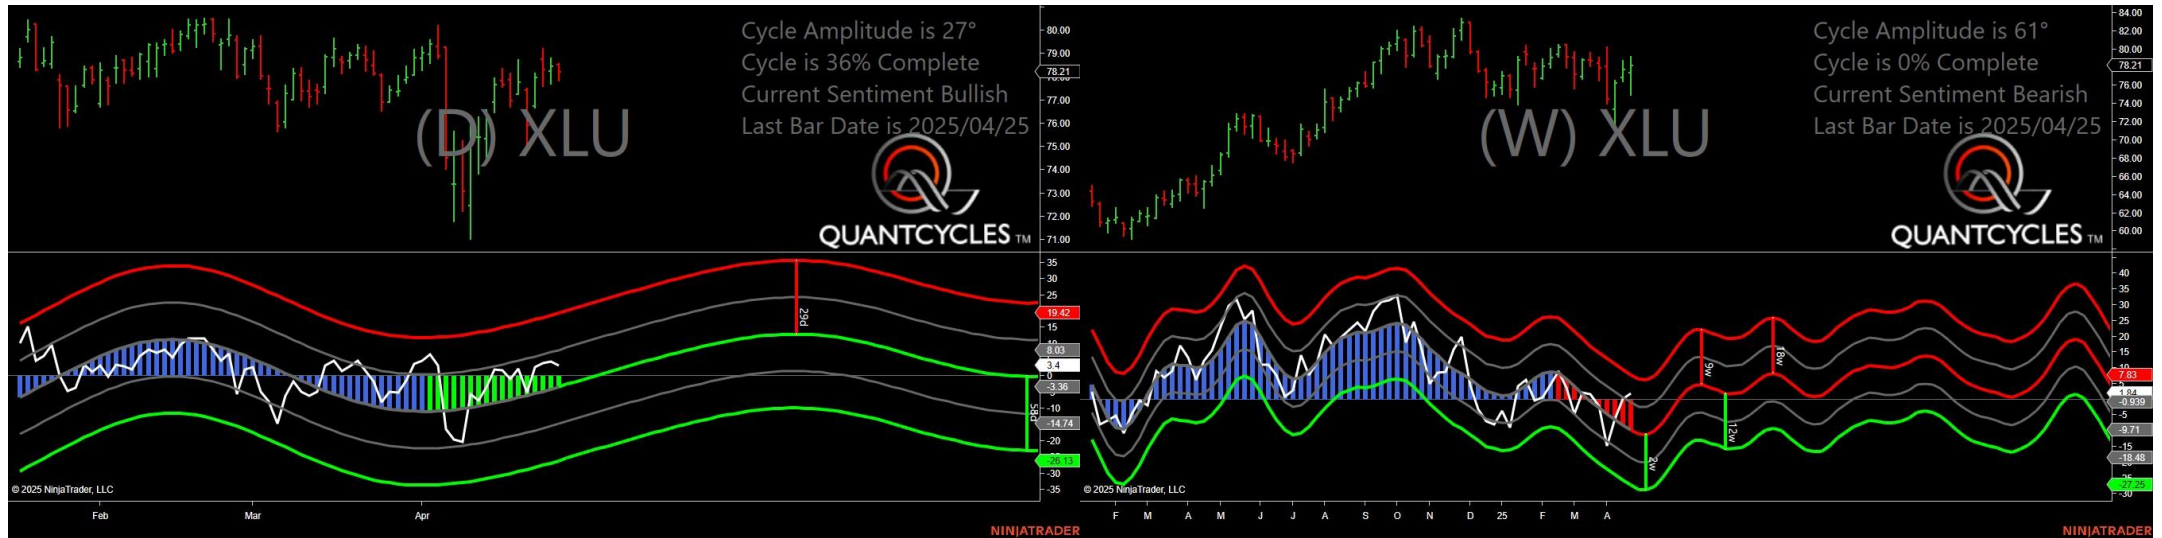 Cycle Amplitude is 27°
Cycle is 36% Complete
Current Sentiment Bullish
Last Bar Date is 2025/04/25
(D) XLU
QUANTCYCLES TM
80.00
79.00
78.21
77.00
76.00
75.00
74.00
73.00
72.00
71.00
35
30
25
19.42
15
10
8.03
3.4
0
-3.36
-10
-14.74
-20
-26.13
-30
-35
29d
58d
© 2025 NinjaTrader, LLC
Feb
Mar
Apr
NINJATRADER
Cycle Amplitude is 61°
Cycle is 0% Complete
Current Sentiment Bearish
Last Bar Date is 2025/04/25
(W) XLU
QUANTCYCLES TM
84.00
82.00
80.00
78.21
76.00
74.00
72.00
70.00
68.00
66.00
64.00
62.00
60.00
40
35
30
25
20
15
10
7.83
1.84
-0.939
-5
-9.71
-15
-18.48
-27.25
-30
9w
18w
12w
2w
© 2025 NinjaTrader, LLC
F
M
A
M
J
J
A
S
O
N
D
25
F
M
A
NINJATRADER